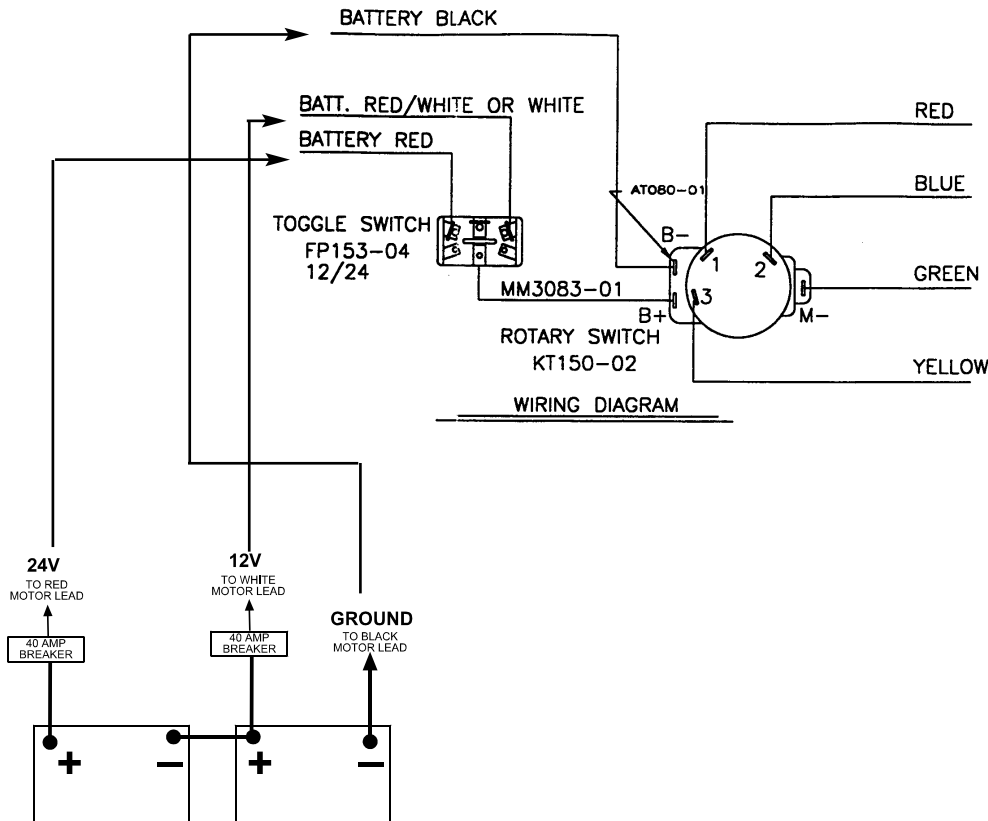 BATTERY BLACK
BATT. RED/WHITE OR WHITE
BATTERY RED
RED
BLUE
GREEN
YELLOW
AT080-01
B-
1
2
3
M-
B+
TOGGLE SWITCH
FP153-04
12/24
MM3083-01
ROTARY SWITCH
KT150-02
WIRING DIAGRAM
24V
TO RED
MOTOR LEAD
40 AMP
BREAKER
12V
TO WHITE
MOTOR LEAD
40 AMP
BREAKER
GROUND
TO BLACK
MOTOR LEAD
+
−
+
−